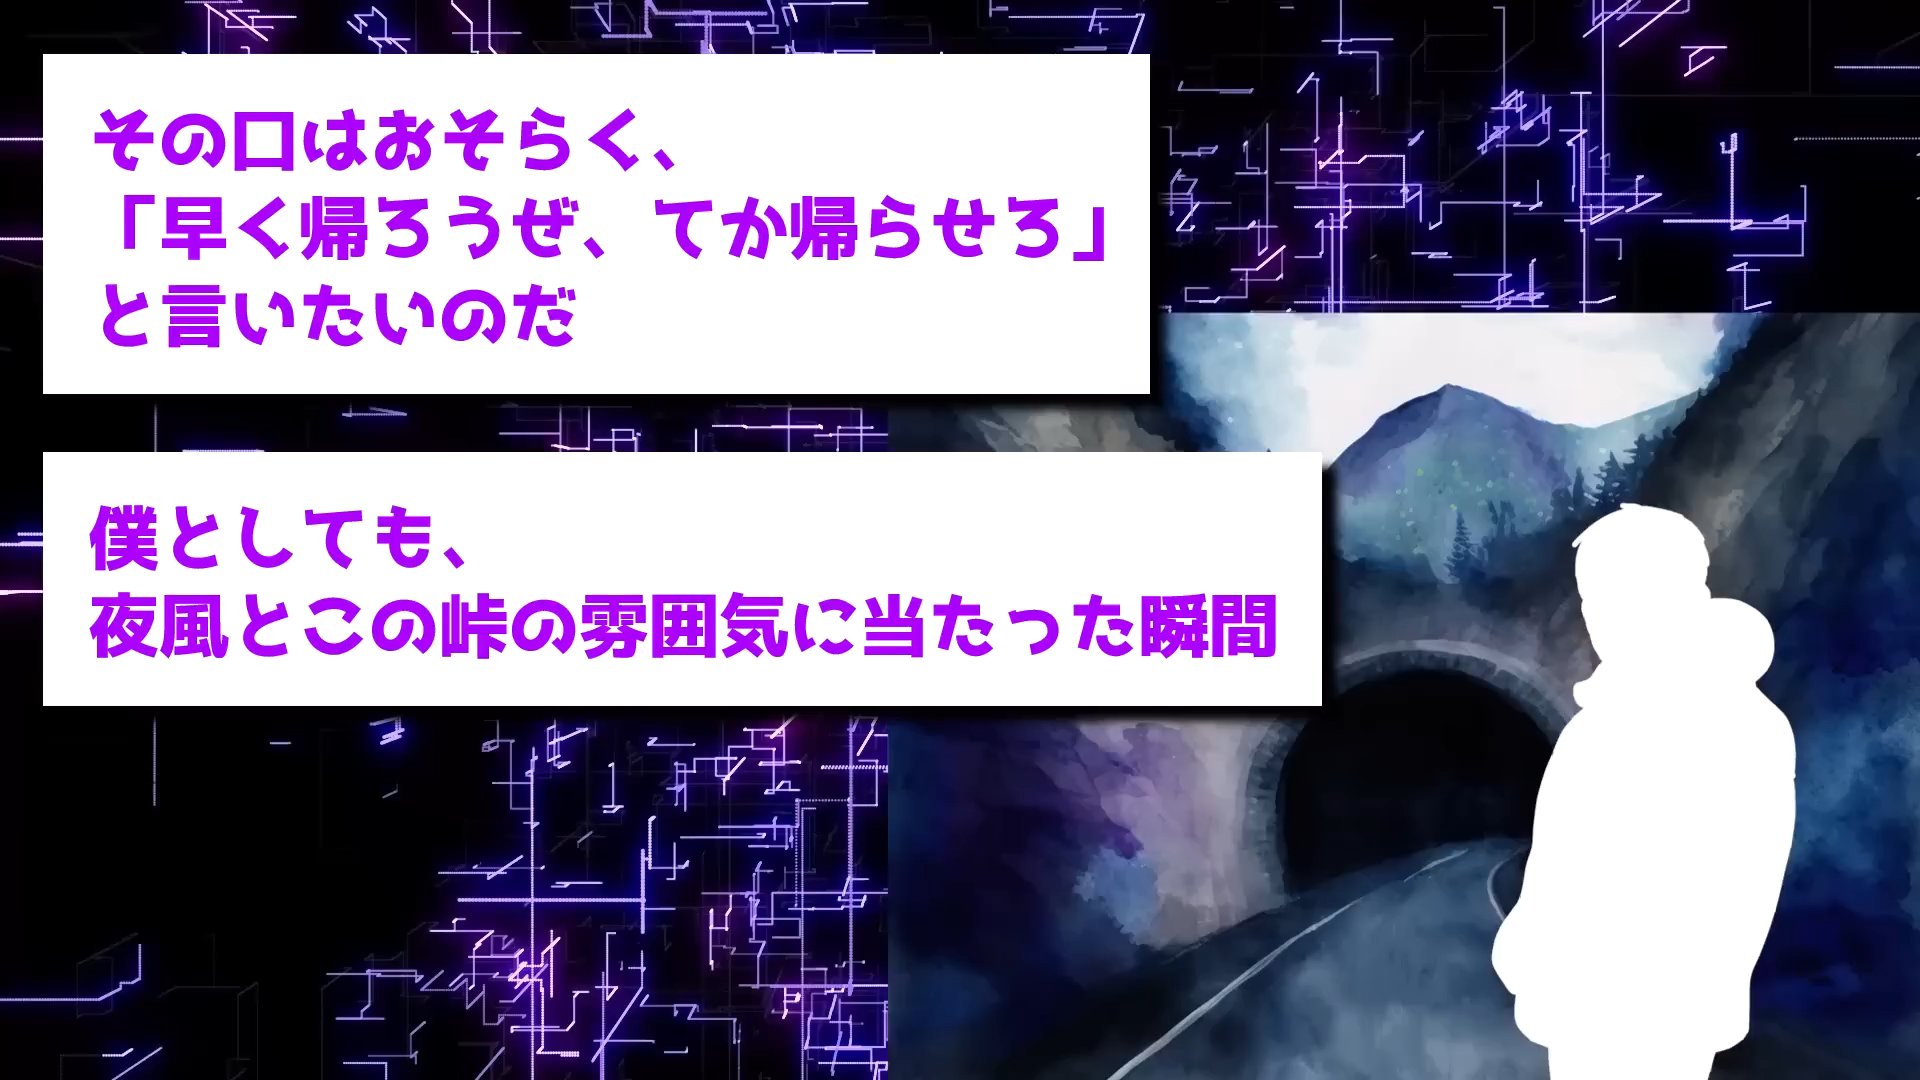 その口はおそらく、
「早く帰ろうぜ、てか帰らせろ」
と言いたいのだ
僕としても、
夜風とこの峠の雰囲気に当たった瞬間